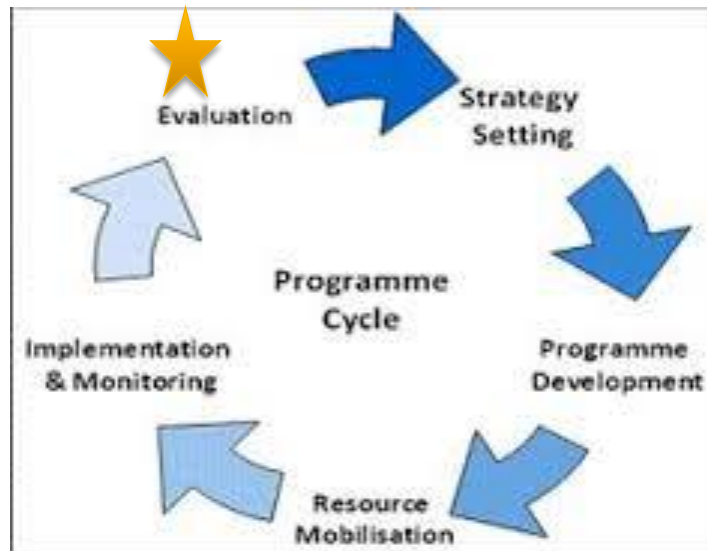 Evaluation
Strategy
Setting
Programme
Cycle
Implementation
& Monitoring
Programme
Development
Resource
Mobilisation